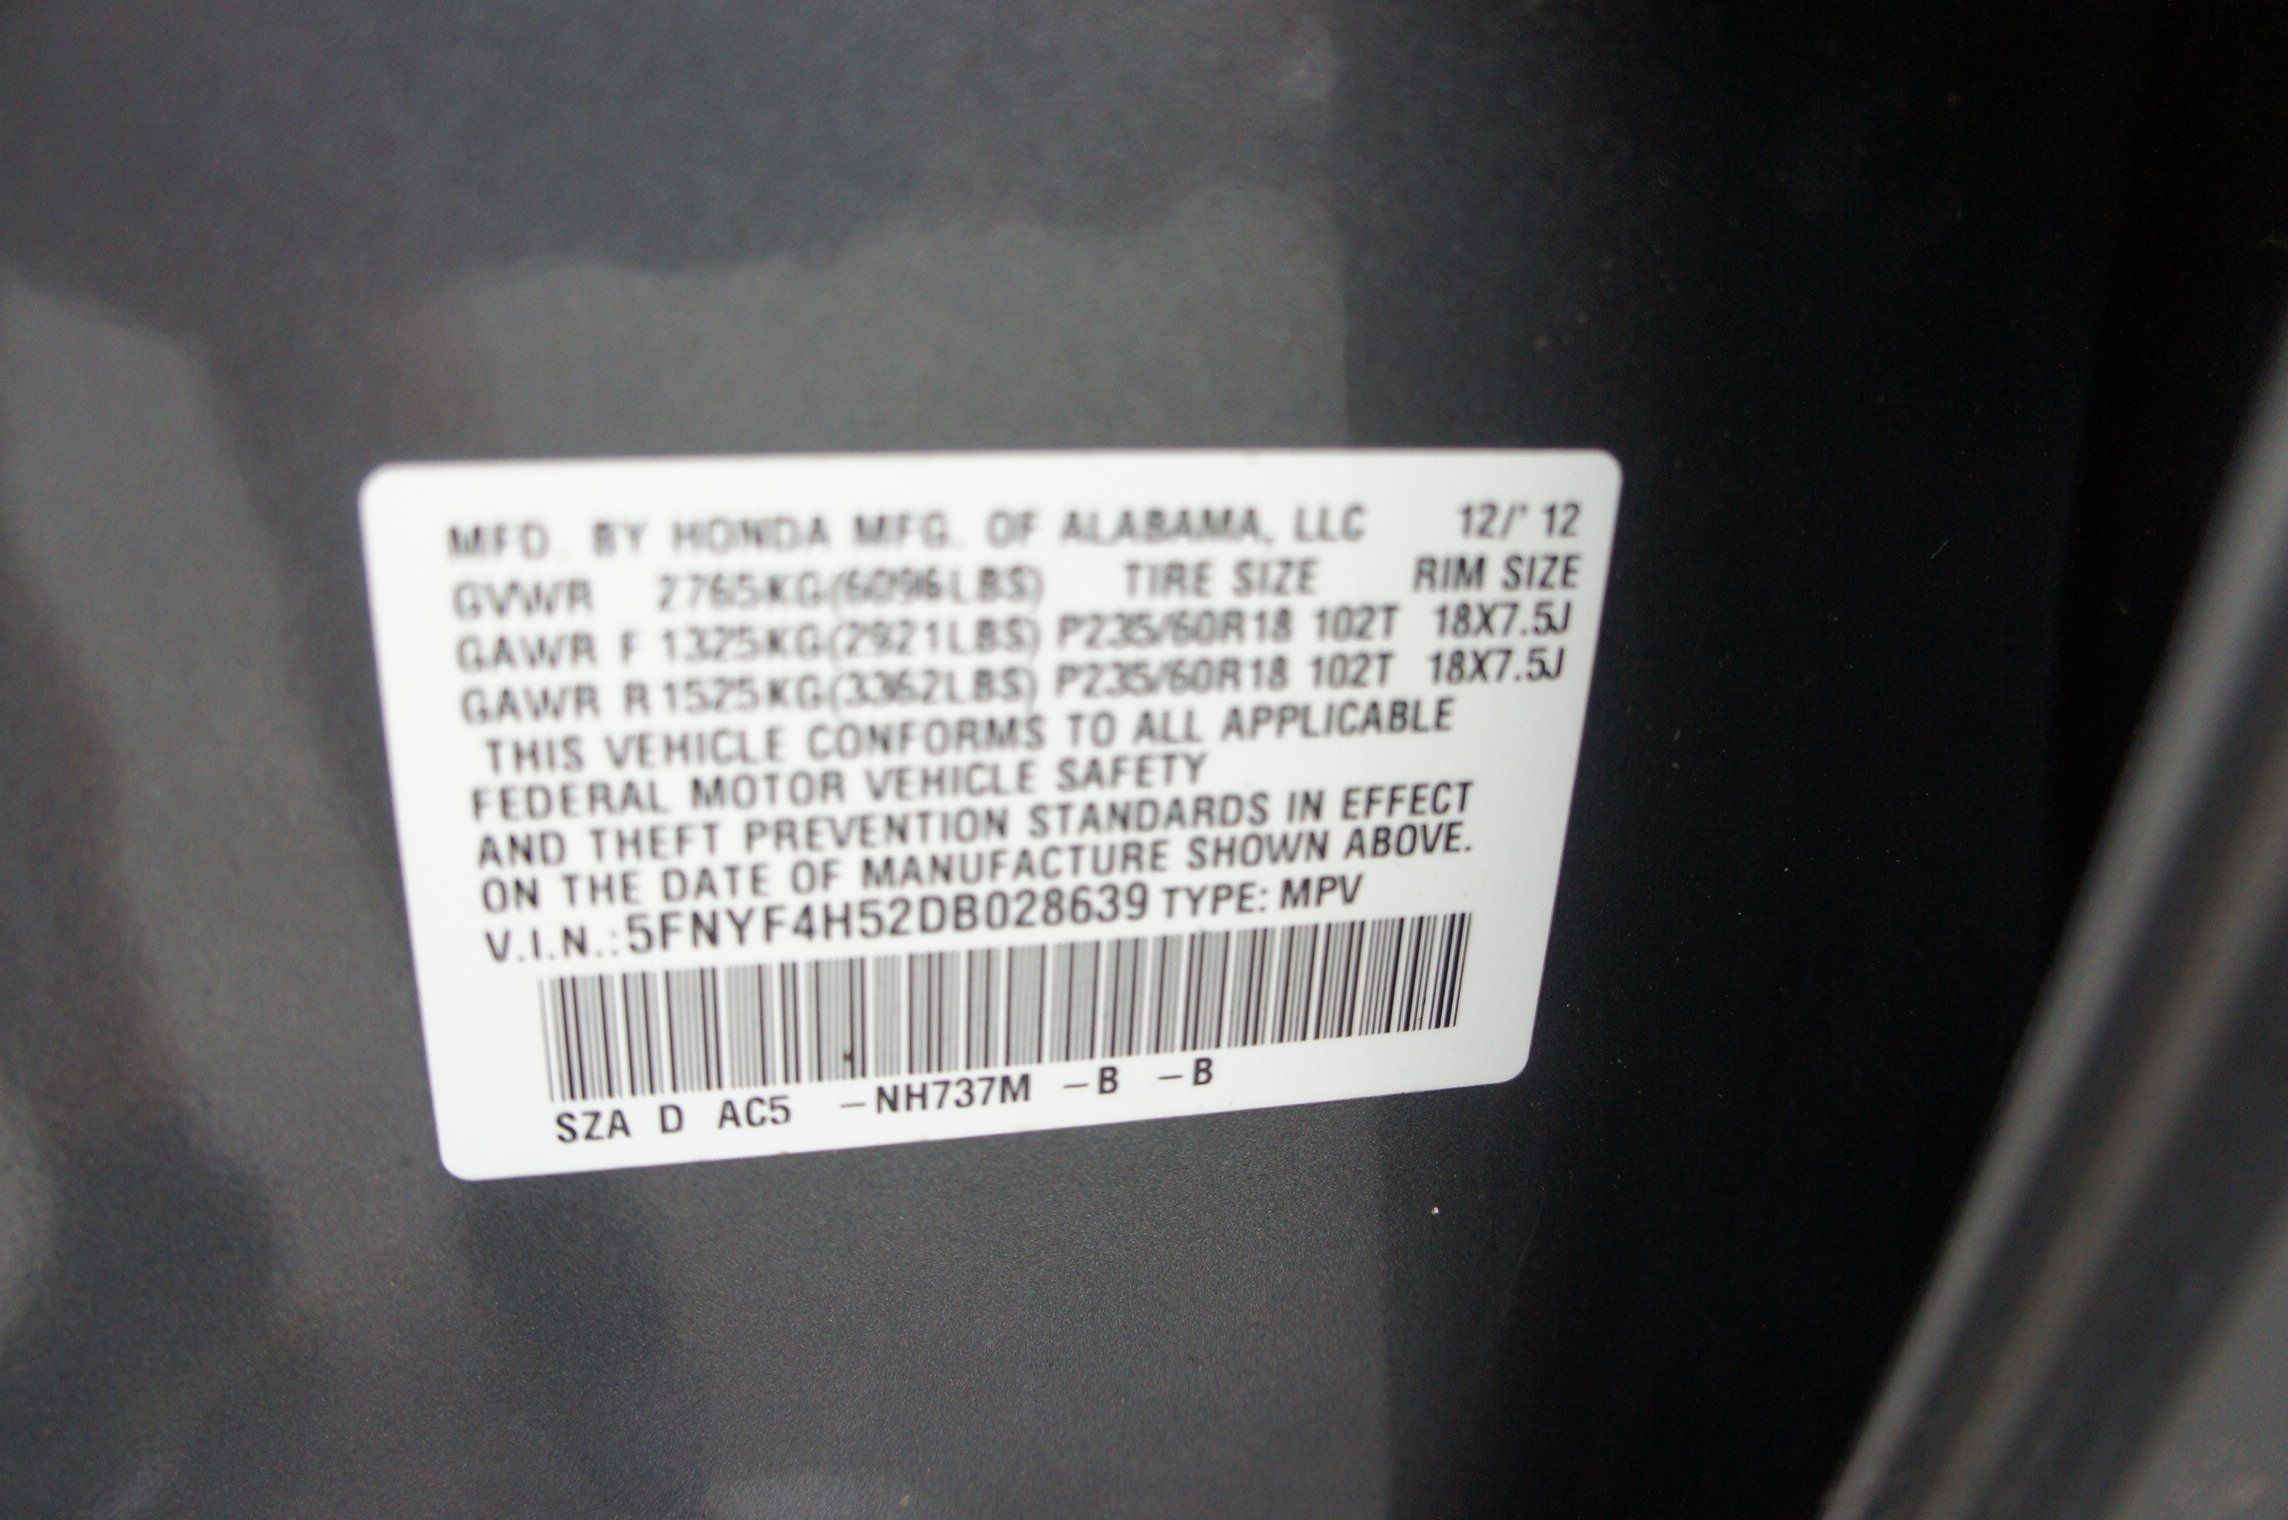 MFD. BY HONDA MFG. OF ALABAMA, LLC 12/' 12
GVWR 2765KG(6096LBS) TIRE SIZE RIM SIZE
GAWR F 1325KG(2921LBS) P235/60R18 102T 18X7.5J
GAWR R 1525KG(3362LBS) P235/60R18 102T 18X7.5J
THIS VEHICLE CONFORMS TO ALL APPLICABLE
FEDERAL MOTOR VEHICLE SAFETY
AND THEFT PREVENTION STANDARDS IN EFFECT
ON THE DATE OF MANUFACTURE SHOWN ABOVE.
V.I.N.:5FNYF4H52DB028639 TYPE: MPV
SZA D AC5 –NH737M –B –B